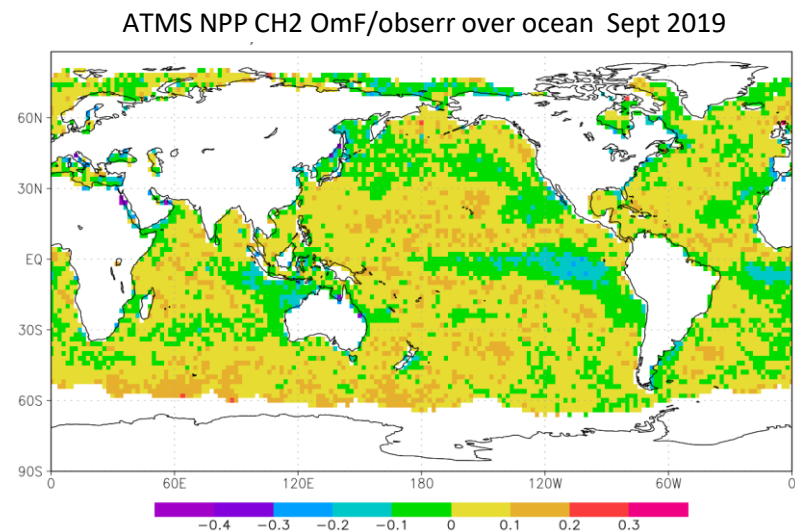 ATMS NPP CH2 OmF/obserr over ocean Sept 2019
60N
30N
EQ
30S
60S
90S
0 60E 120E 180 120W 60W 0
−0.4 −0.3 −0.2 −0.1 0 0.1 0.2 0.3